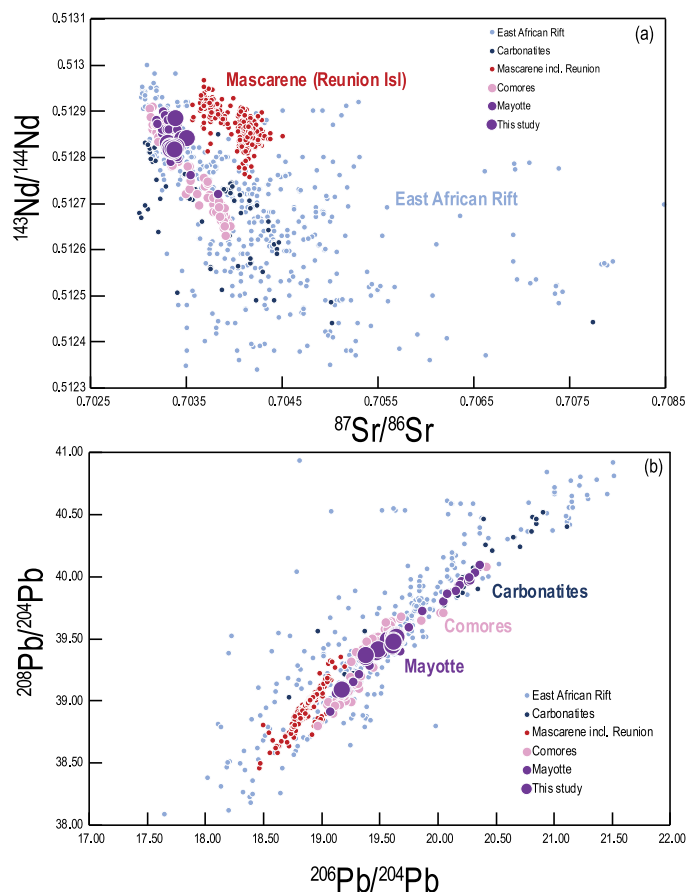 0.5131
0.513
0.5129
0.5128
0.5127
0.5126
0.5125
0.5124
0.5123
143Nd/144Nd
(a)
East African Rift
Carbonatites
Mascarene incl. Reunion
Comores
Mayotte
This study
Mascarene (Reunion Isl)
East African Rift
0.7025 0.7035 0.7045 0.7055 0.7065 0.7075 0.7085
87Sr/86Sr
41.00
40.50
40.00
39.50
39.00
38.50
38.00
208Pb/204Pb
(b)
Carbonatites
Comores
Mayotte
East African Rift
Carbonatites
Mascarene incl. Reunion
Comores
Mayotte
This study
17.00 17.50 18.00 18.50 19.00 19.50 20.00 20.50 21.00 21.50 22.00
206Pb/204Pb